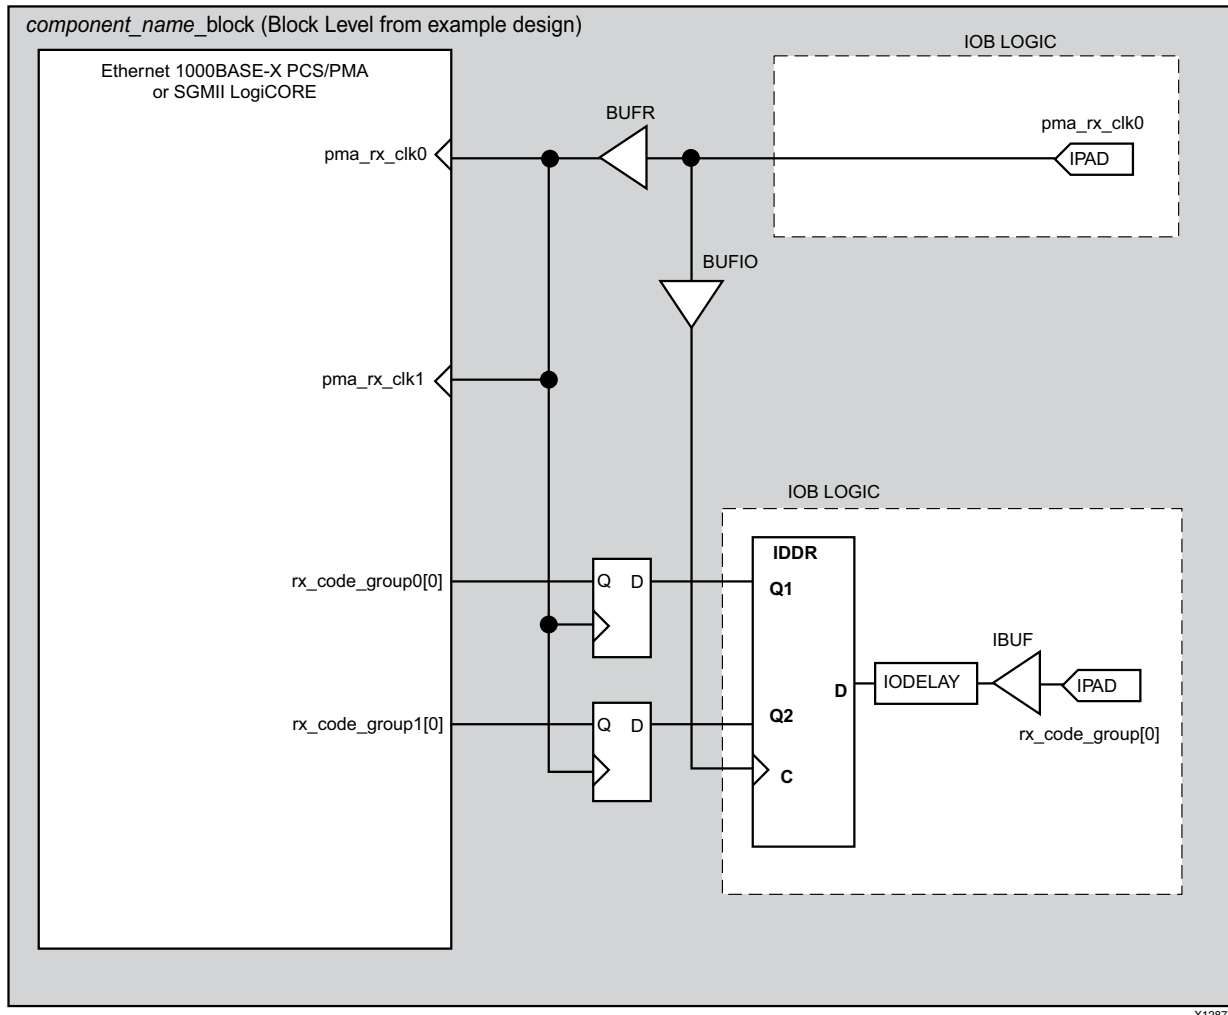 component_name_block (Block Level from example design)
IOB LOGIC
Ethernet 1000BASE-X PCS/PMA
or SGMII LogiCORE
BUFR
pma_rx_clk0
pma_rx_clk0
IPAD
BUFIO
pma_rx_clk1
IOB LOGIC
IDDR
rx_code_group0[0]
Q D
Q1
IBUF
D
IODELAY
IPAD
rx_code_group1[0]
Q D
Q2
rx_code_group[0]
C